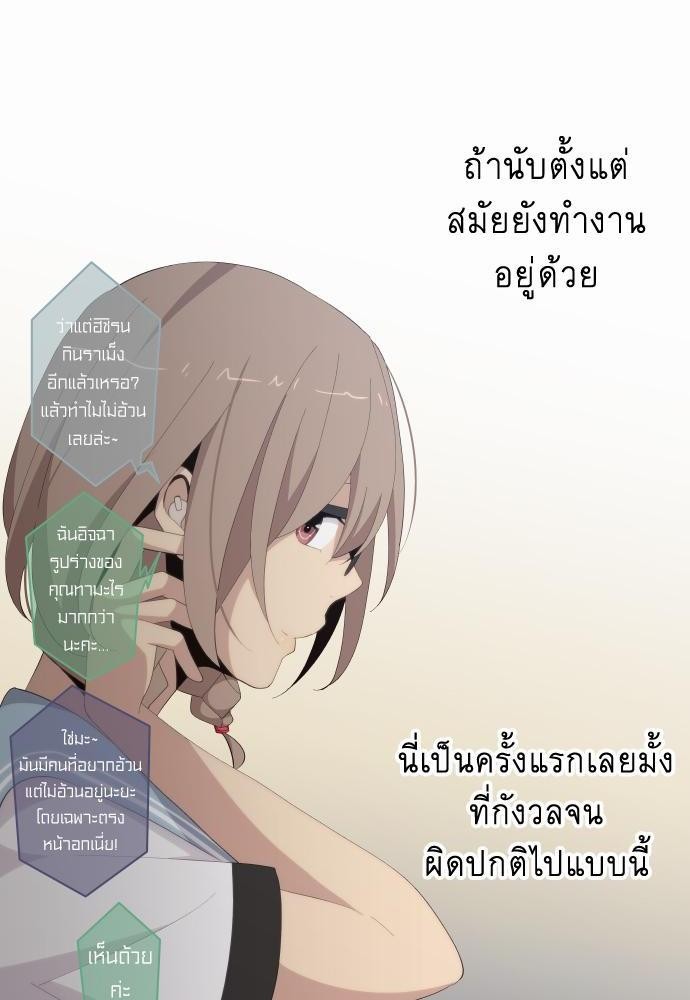 ถ้านับตั้งแต่
สมัยยังทำงาน
อยู่ด้วย
ว่าแต่ฮิชิรน
กินราเม็ง
อีกแล้วเหรอ?
แล้วทำไมไม่อ้วน
เลยล่ะ~
ฉันอิจฉา
รูปร่างของ
คุณทามะไร
มากกว่า
นะคะ...
ใช่มะ~
มันมีคนที่อยากอ้วน
แต่ไม่อ้วนอยู่นะยะ
โดยเฉพาะตรง
หน้าอกเนี่ย!
นี่เป็นครั้งแรกเลยมั้ง
ที่กังวลจน
ผิดปกติไปแบบนี้
เห็นด้วย
ค่ะ